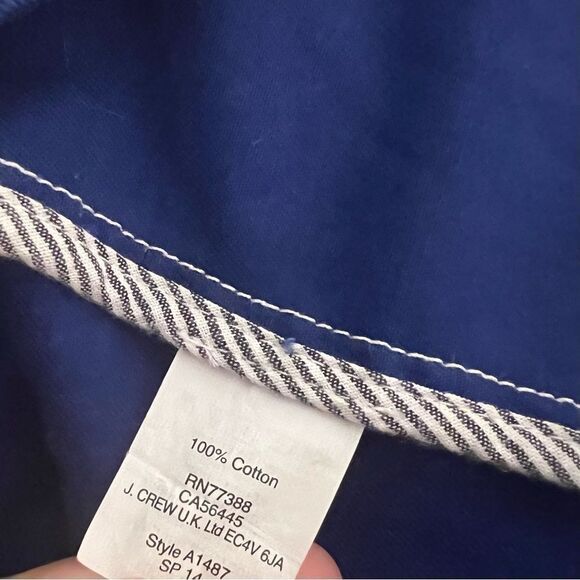 100% Cotton
RN77388
CA56445
J. CREW U.K. Ltd EC4V 6JA
Style A1487
SP 14